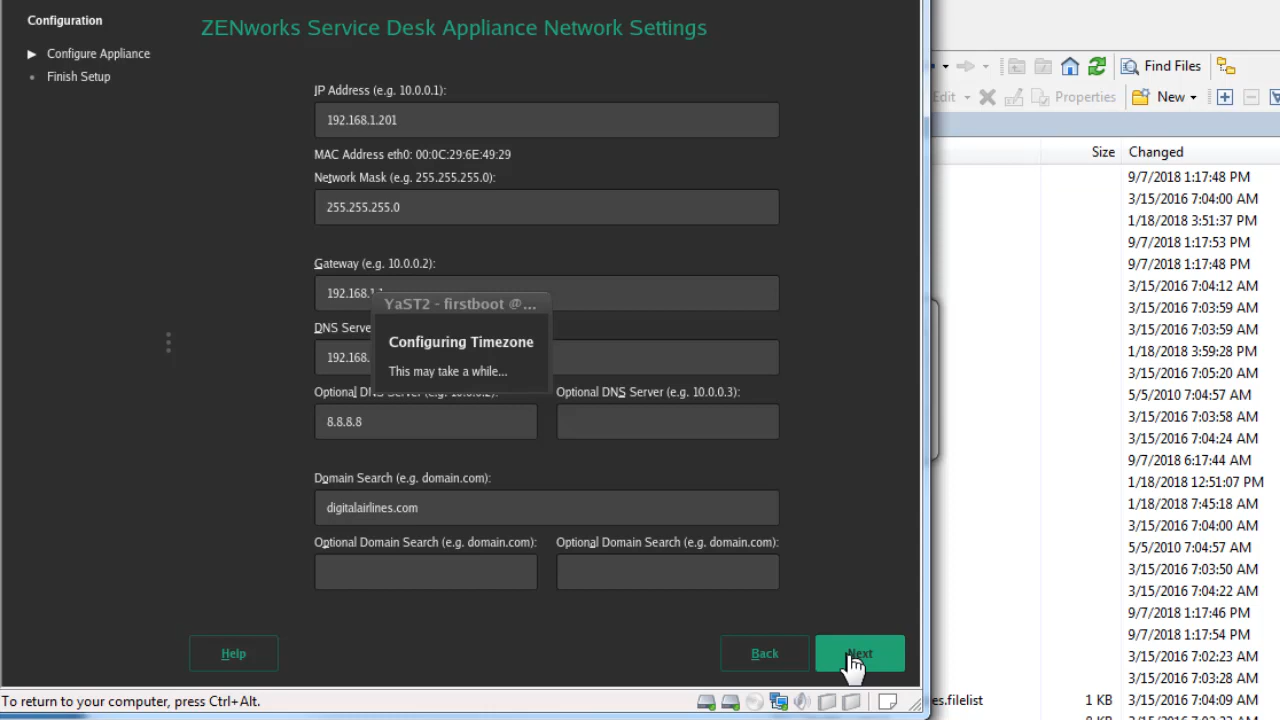 Configuration
Configure Appliance
Finish Setup
ZENworks Service Desk Appliance Network Settings
IP Address (e.g. 10.0.0.1):
192.168.1.201
MAC Address eth0: 00:0C:29:6E:49:29
Network Mask (e.g. 255.255.255.0):
255.255.255.0
Gateway (e.g. 10.0.0.2):
192.168.1.1
YaST2 - firstboot @...
Configuring Timezone
This may take a while...
DNS Serve
192.168.
Optional DNS Server (e.g. 10.0.0.2):
Optional DNS Server (e.g. 10.0.0.3):
8.8.8.8
Domain Search (e.g. domain.com):
digitalairlines.com
Optional Domain Search (e.g. domain.com):
Optional Domain Search (e.g. domain.com):
Help
Back
Next
To return to your computer, press Ctrl+Alt.
Find Files
Edit
Properties
New
Size Changed
9/7/2018 1:17:48 PM
3/15/2016 7:04:00 AM
1/18/2018 3:51:37 PM
9/7/2018 1:17:53 PM
9/7/2018 1:17:48 PM
3/15/2016 7:04:12 AM
3/15/2016 7:03:59 AM
3/15/2016 7:03:59 AM
1/18/2018 3:59:28 PM
3/15/2016 7:05:20 AM
5/5/2010 7:04:57 AM
3/15/2016 7:03:58 AM
3/15/2016 7:04:24 AM
9/7/2018 6:17:44 AM
1/18/2018 12:51:07 PM
1/18/2018 7:45:18 AM
3/15/2016 7:04:00 AM
5/5/2010 7:04:57 AM
3/15/2016 7:03:50 AM
3/15/2016 7:04:22 AM
9/7/2018 1:17:46 PM
9/7/2018 1:17:54 PM
3/15/2016 7:02:23 AM
3/15/2016 7:03:28 AM
es.filelist 1 KB 3/15/2016 7:04:09 AM